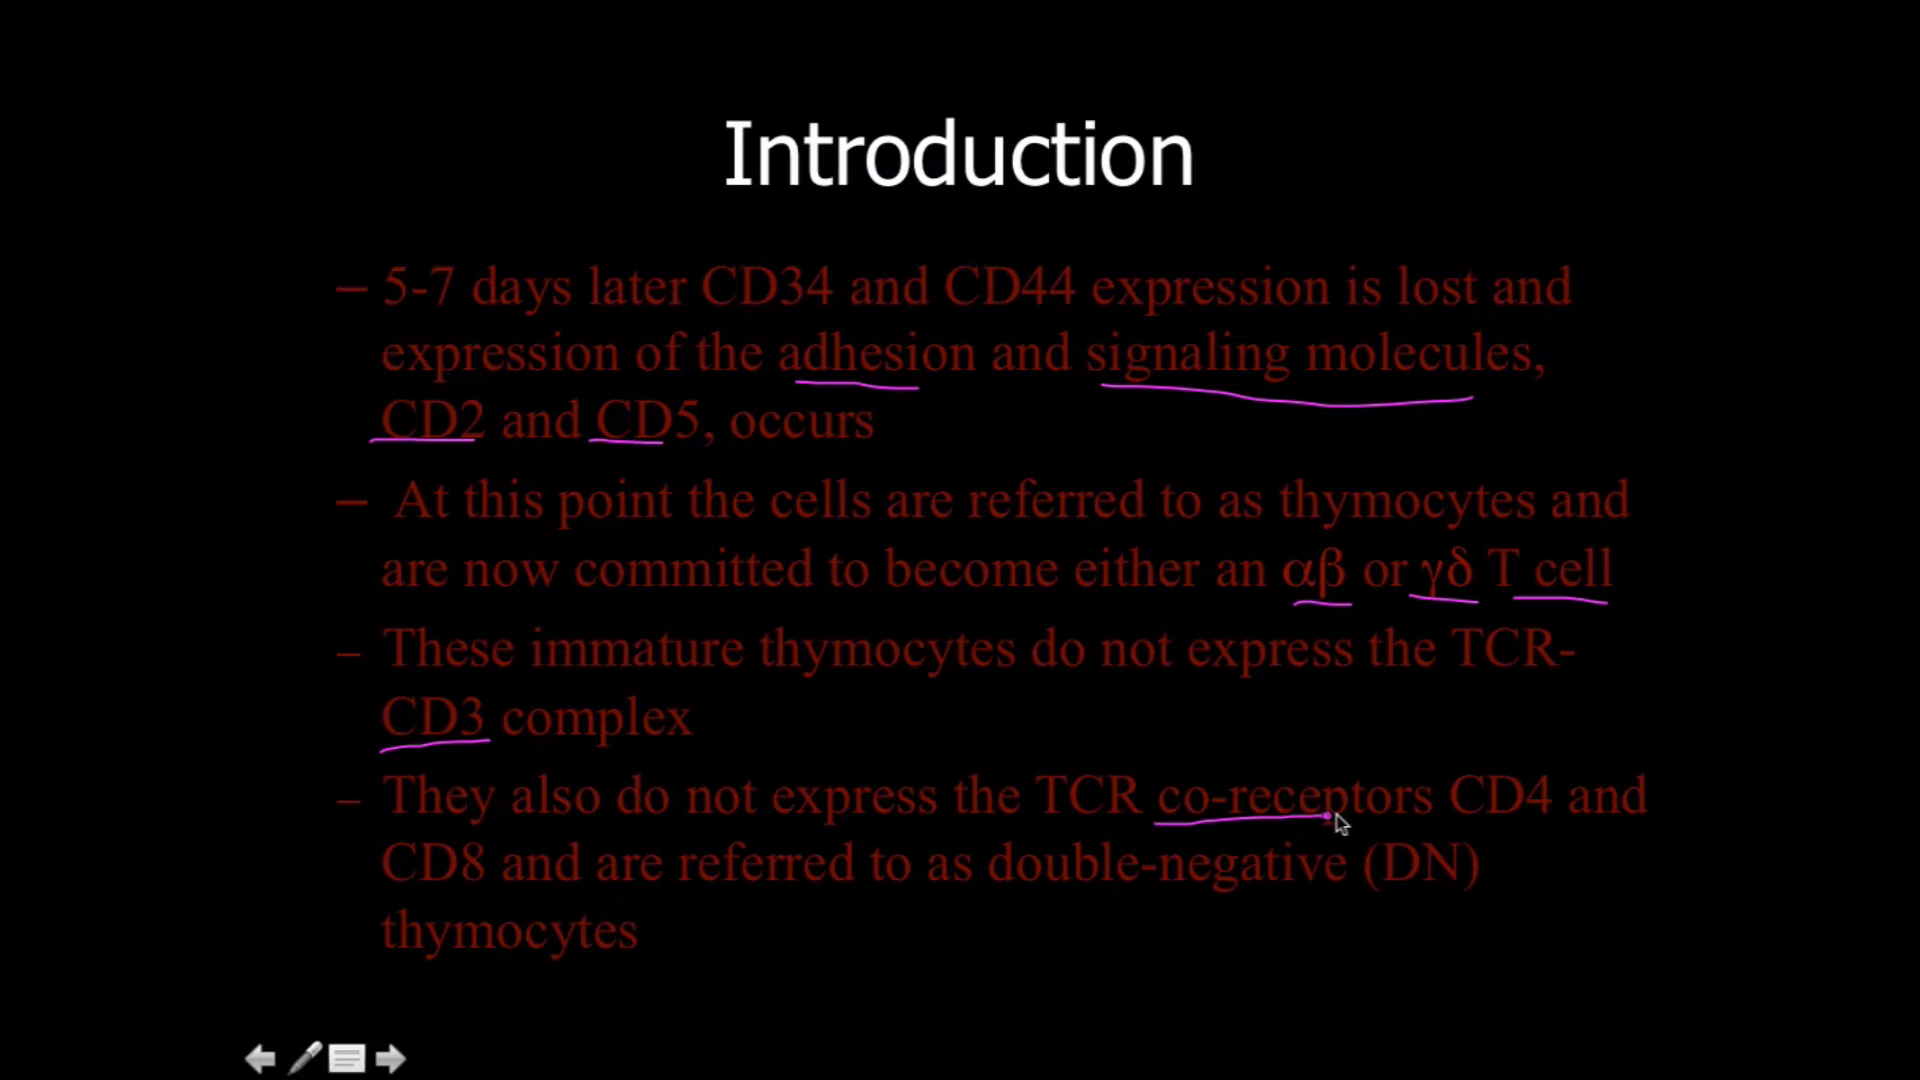 Introduction
– 5-7 days later CD34 and CD44 expression is lost and
expression of the adhesion and signaling molecules,
CD2 and CD5, occurs
– At this point the cells are referred to as thymocytes and
are now committed to become either an αβ or γδ T cell
– These immature thymocytes do not express the TCR-
CD3 complex
– They also do not express the TCR co-receptors CD4 and
CD8 and are referred to as double-negative (DN)
thymocytes